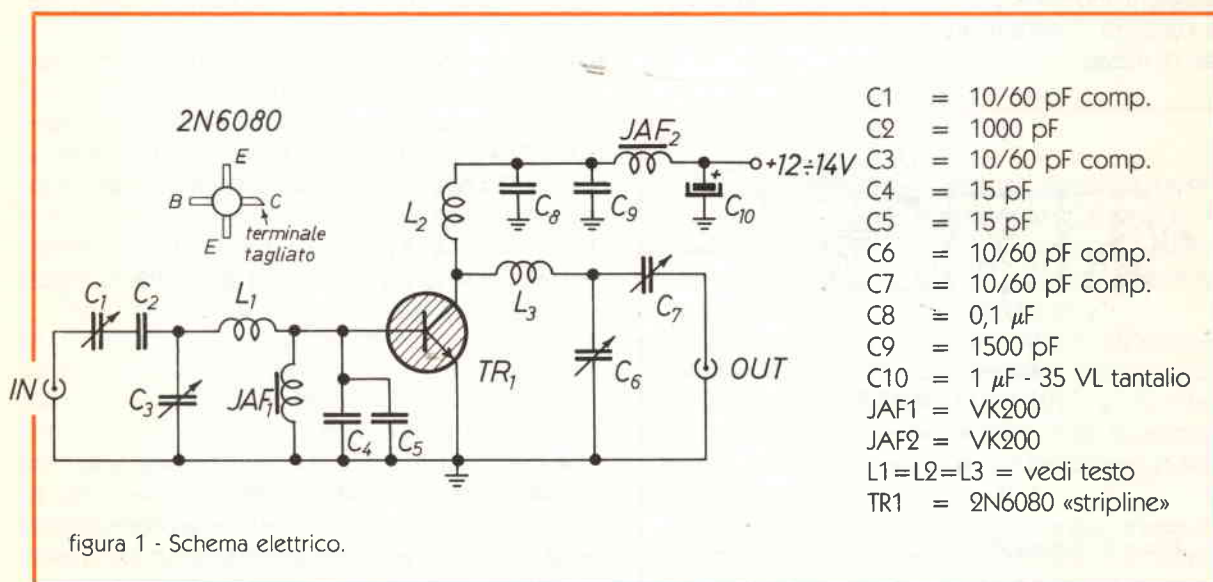 2N6080
E
B
C
E
terminale
tagliato
JAF2
+12÷14V
L2
C8
C9
C10
C1
C2
L1
L3
C7
IN
C3
JAF1
C4
C5
TR1
C6
OUT
C1 = 10/60 pF comp.
C2 = 1000 pF
C3 = 10/60 pF comp.
C4 = 15 pF
C5 = 15 pF
C6 = 10/60 pF comp.
C7 = 10/60 pF comp.
C8 = 0,1 µF
C9 = 1500 pF
C10 = 1 µF - 35 VL tantalio
JAF1 = VK200
JAF2 = VK200
L1=L2=L3 = vedi testo
TR1 = 2N6080 «stripline»
figura 1 - Schema elettrico.